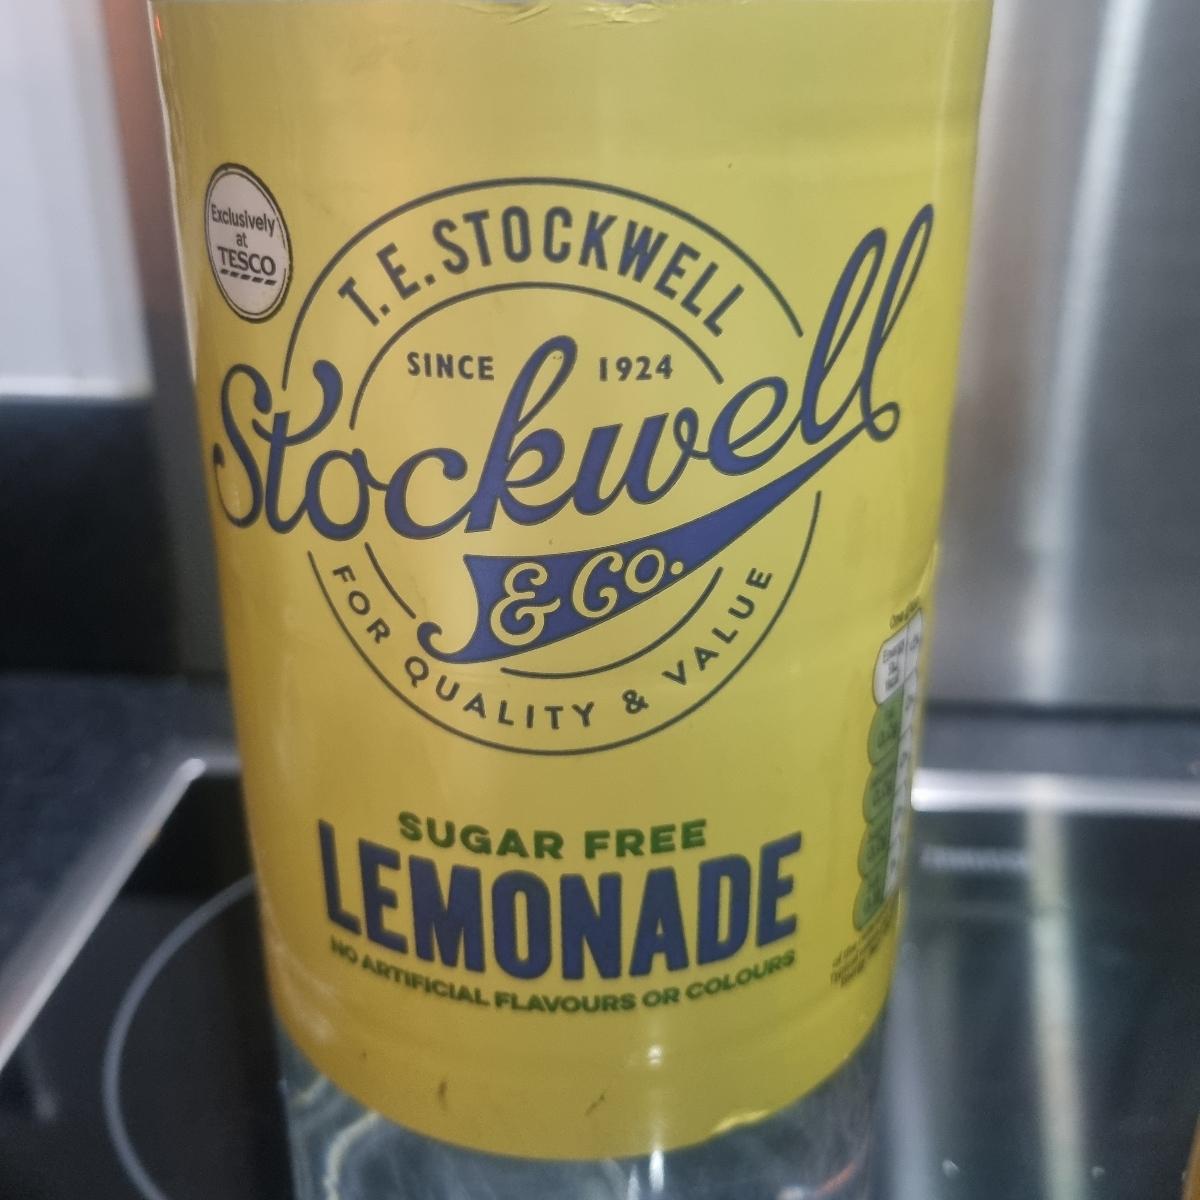 Exclusively
at
TESCO
T. E. STOCKWELL
SINCE 1924
Stockwell
& Co.
FOR QUALITY & VALUE
SUGAR FREE
LEMONADE
NO ARTIFICIAL FLAVOURS OR COLOURS